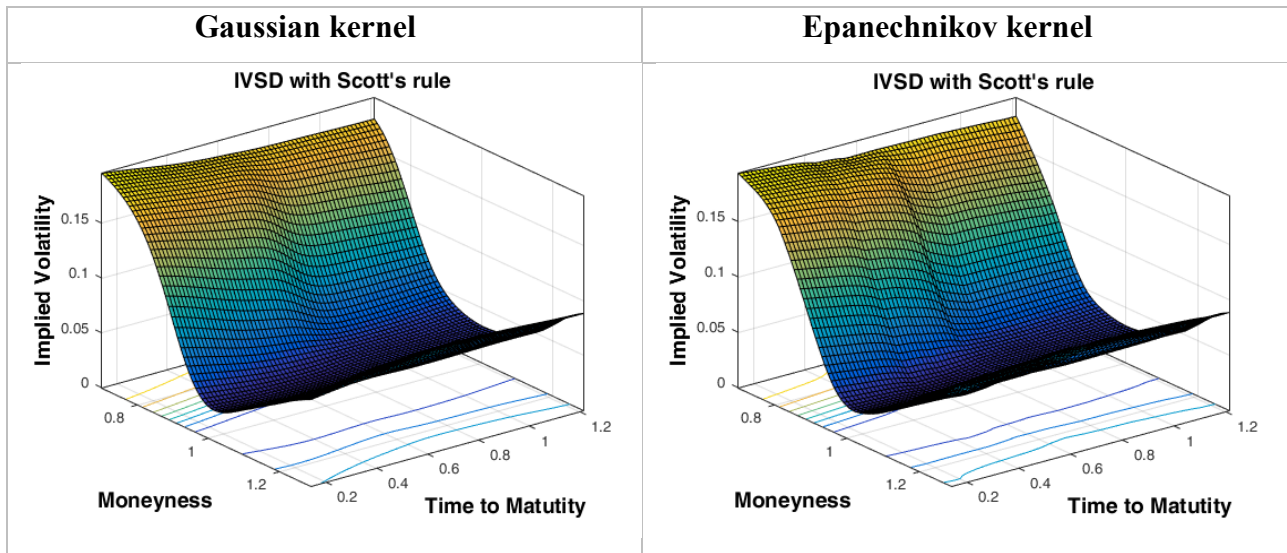 Gaussian kernel
Epanechnikov kernel
IVSD with Scott's rule
Implied Volatility
0.15
0.1
0.05
0
0.8
1
1.2
Moneyness
0.2
0.4
0.6
0.8
1
1.2
Time to Matutity
IVSD with Scott's rule
Implied Volatility
0.15
0.1
0.05
0
0.8
1
1.2
Moneyness
0.2
0.4
0.6
0.8
1
1.2
Time to Matutity